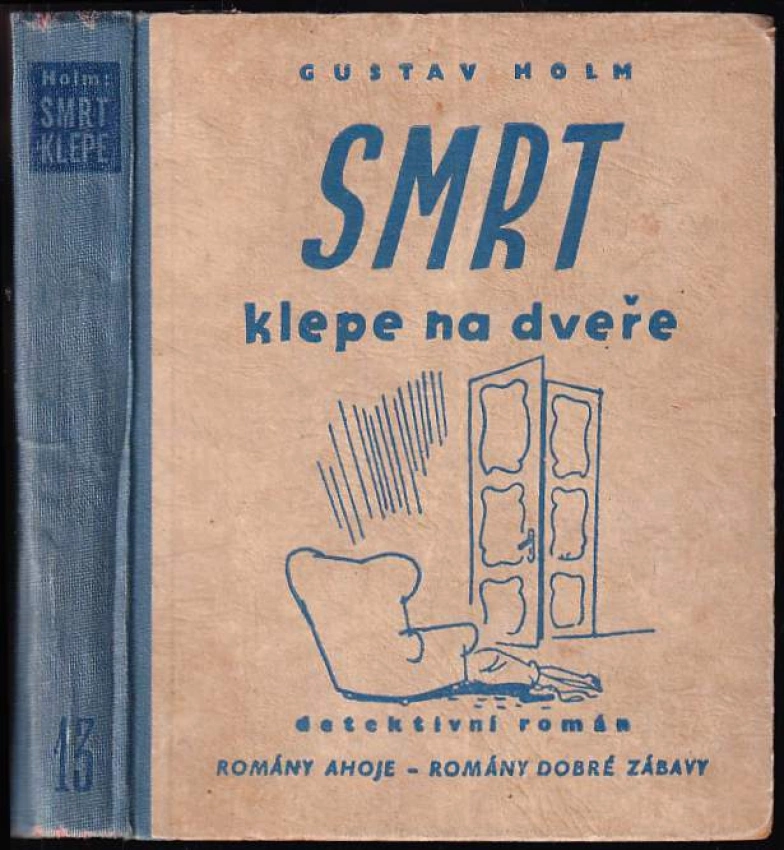 Holm:
SMRT
KLEPE
13
GUSTAV HOLM
SMRT
klepe na dveře
detektivní román
ROMÁNY AHOJE – ROMÁNY DOBRÉ ZÁBAVY